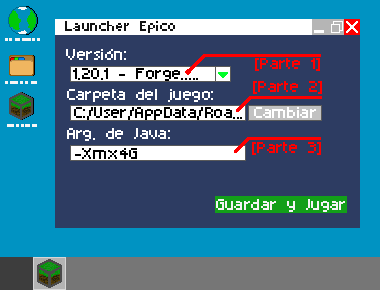 Launcher Epico
Versión:
1.20.1 - Forge....
[Parte 1]
Carpeta del juego:
[Parte 2]
C:/User/AppData/Roa...
Cambiar
Arg. de Java:
-Xmx4G
[Parte 3]
Guardar y Jugar